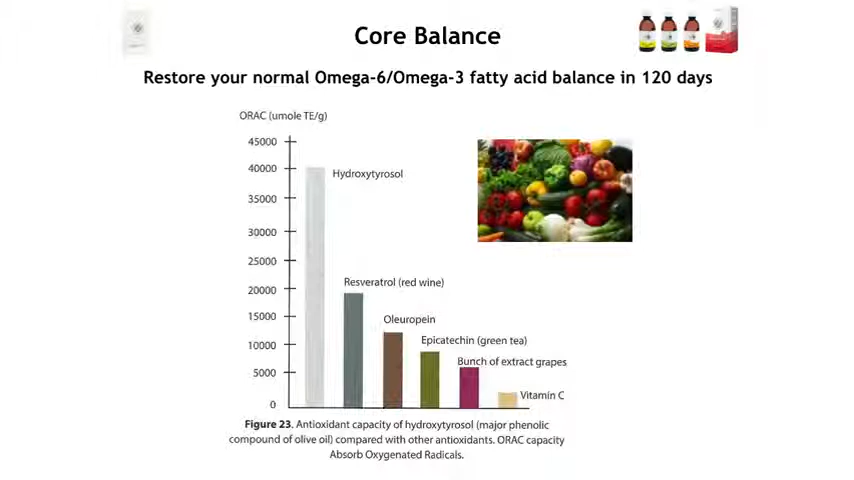 Core Balance
Restore your normal Omega-6/Omega-3 fatty acid balance in 120 days
ORAC (umole TE/g)
45000
40000
Hydroxytyrosol
35000
30000
25000
Resveratrol (red wine)
20000
15000
Oleuropein
Epicatechin (green tea)
10000
Bunch of extract grapes
5000
Vitamin C
0
Figure 23. Antioxidant capacity of hydroxytyrosol (major phenolic
compound of olive oil) compared with other antioxidants. ORAC capacity
Absorb Oxygenated Radicals.